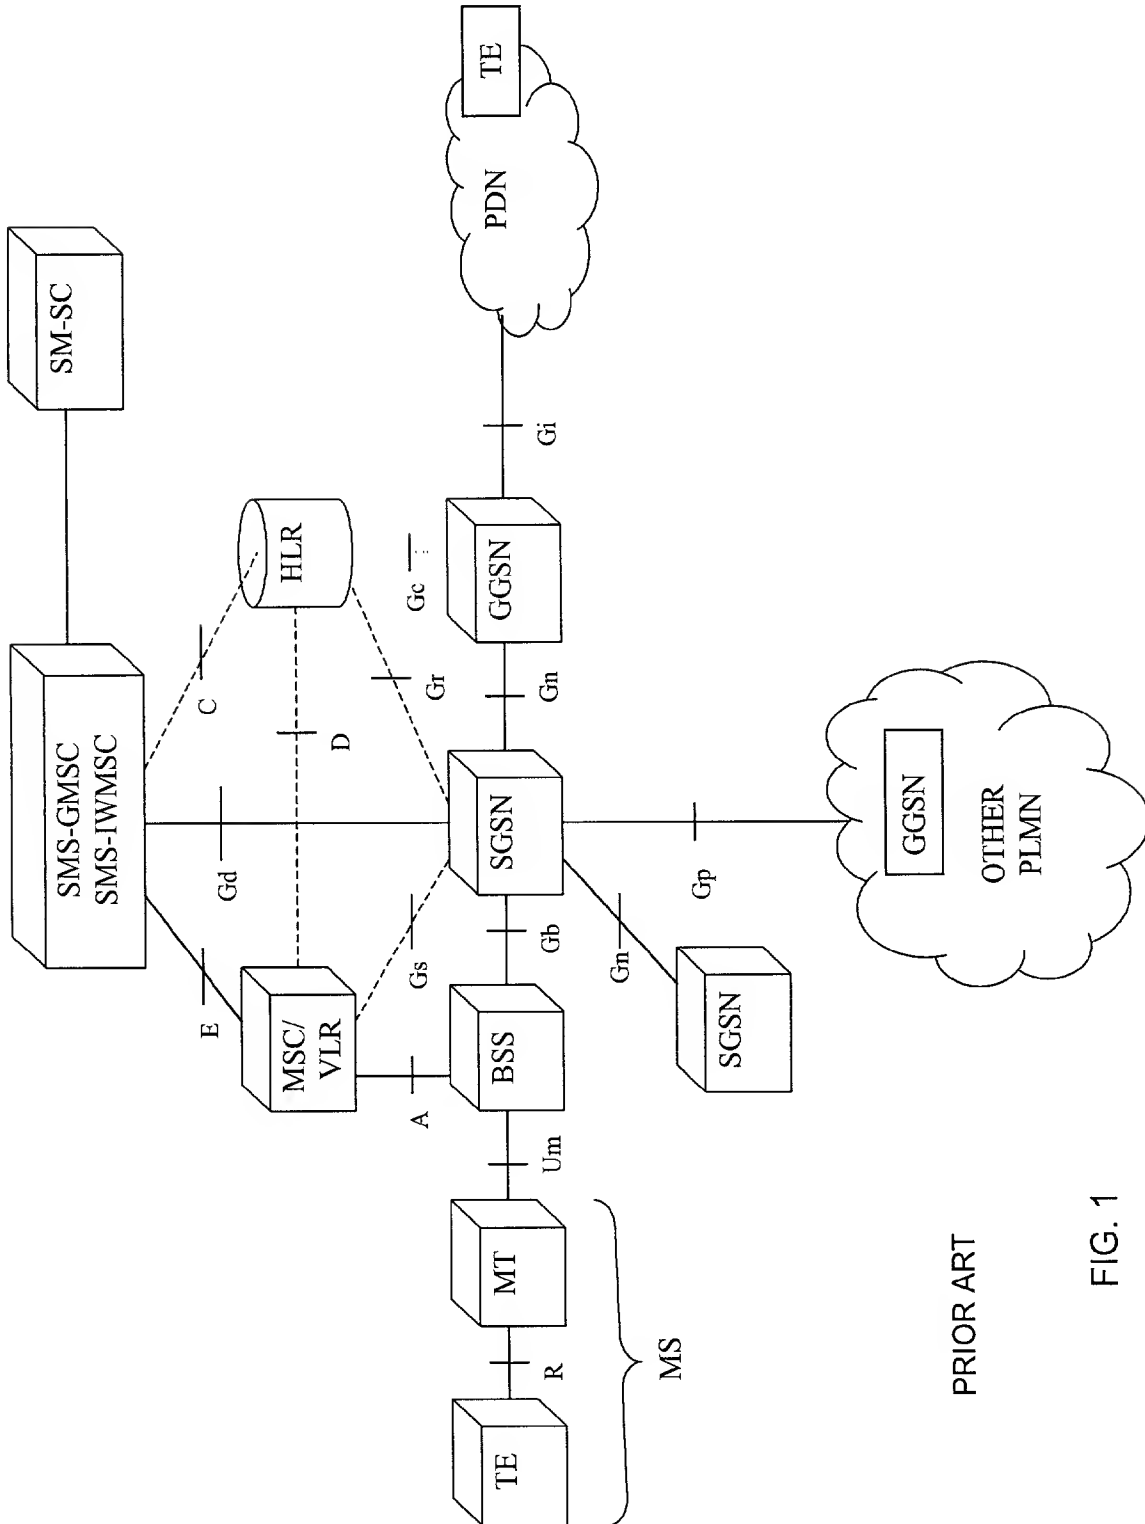 SMS-GMSC
SMS-IWMSC
SM-SC
E
Gd
C
MSC/
VLR
D
HLR
A
Gs
Gr
Gc
TE
R
MT
Um
BSS
Gb
SGSN
Gn
GGSN
Gi
PDN
TE
MS
Gn
Gp
SGSN
GGSN
OTHER
PLMN
PRIOR ART
FIG. 1